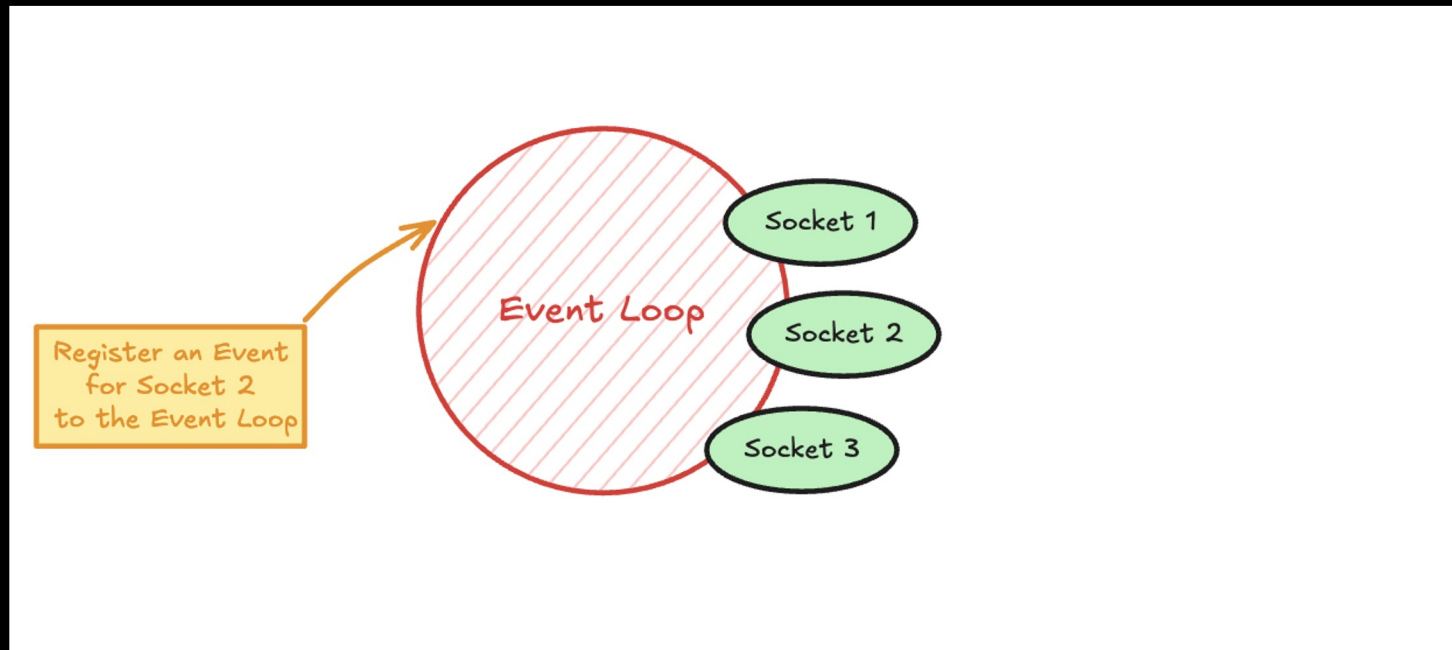 Socket 1
Event Loop
Socket 2
Register an Event
for Socket 2
to the Event Loop
Socket 3